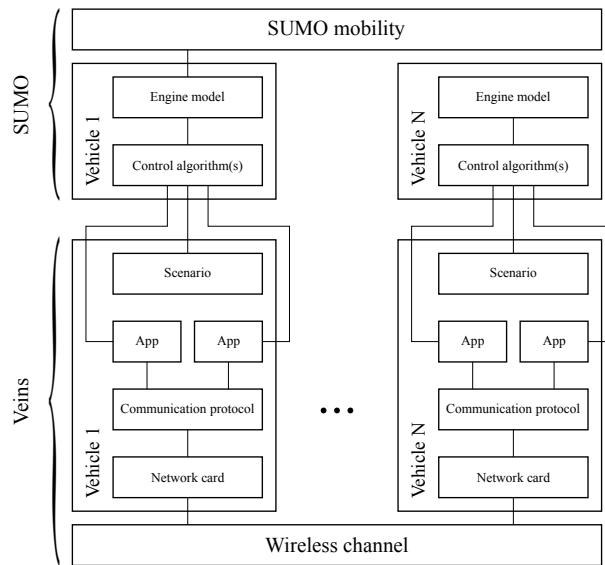 SUMO mobility
SUMO
Vehicle 1
Engine model
Control algorithm(s)
Vehicle N
Engine model
Control algorithm(s)
Veins
Vehicle 1
Scenario
App
App
Communication protocol
Network card
...
Vehicle N
Scenario
App
App
Communication protocol
Network card
Wireless channel